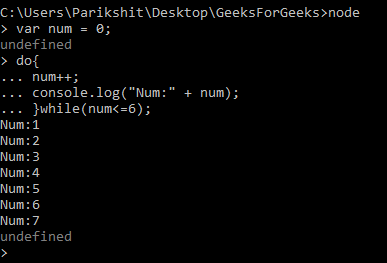 C:\Users\Parikshit\Desktop\GeeksForGeeks>node
> var num = 0;
undefined
> do{
... num++;
... console.log("Num:" + num);
... }while(num<=6);
Num:1
Num:2
Num:3
Num:4
Num:5
Num:6
Num:7
undefined
>